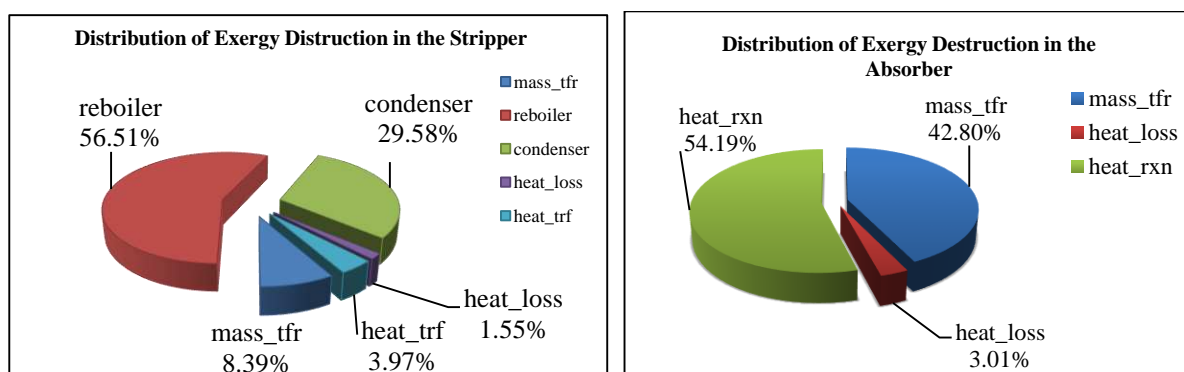 Distribution of Exergy Distruction in the Stripper
mass_tfr
reboiler
condenser
heat_loss
heat_trf
reboiler
56.51%
condenser
29.58%
heat_loss
1.55%
heat_trf
3.97%
mass_tfr
8.39%
Distribution of Exergy Destruction in the
Absorber
mass_tfr
heat_loss
heat_rxn
heat_rxn
54.19%
mass_tfr
42.80%
heat_loss
3.01%